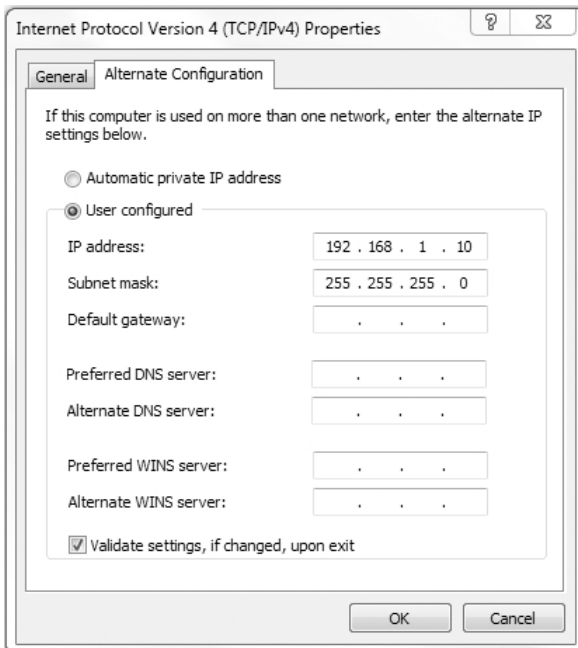 Internet Protocol Version 4 (TCP/IPv4) Properties
General
Alternate Configuration
If this computer is used on more than one network, enter the alternate IP
settings below.
Automatic private IP address
User configured
IP address: 192 . 168 . 1 . 10
Subnet mask: 255 . 255 . 255 . 0
Default gateway: . . .
Preferred DNS server: . . .
Alternate DNS server: . . .
Preferred WINS server: . . .
Alternate WINS server: . . .
Validate settings, if changed, upon exit
OK Cancel